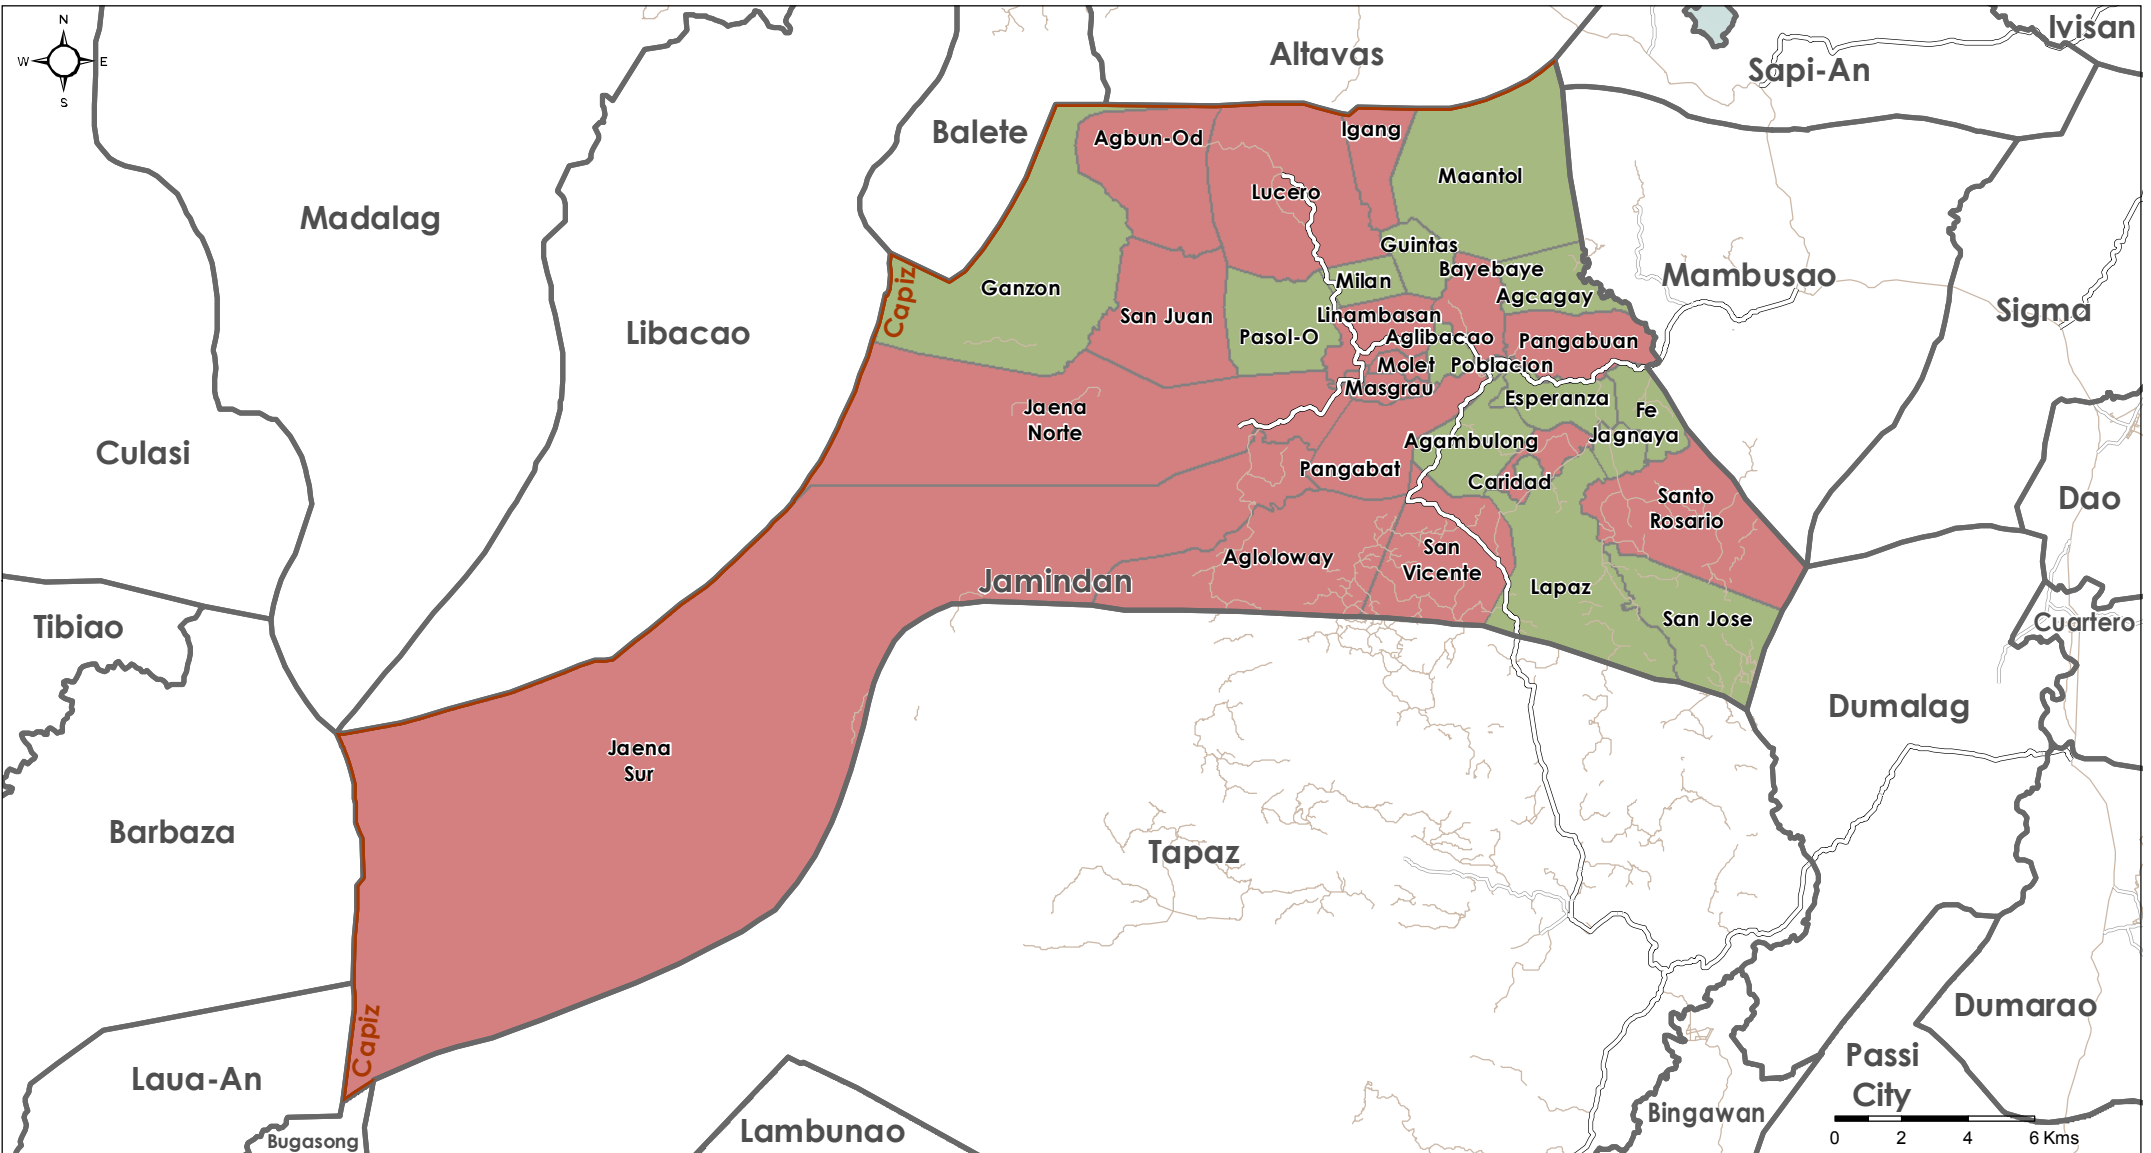 N
W E
S
Ivisan
Altavas
Sapi-An
Balete
Agbun-Od
Igang
Lucero
Maantol
Madalag
Guintas
Bayebaye
Mambusao
Milan
Agcagay
Ganzon
Capiz
San Juan
Linambasan
Sigma
Libacao
Pasol-O
Aglibacao
Pangabuan
Molet
Poblacion
Masgrau
Esperanza
Jaena
Norte
Fe
Jagnaya
Agambulong
Culasi
Pangabat
Caridad
Santo
Rosario
Dao
Agloloway
San
Vicente
Jamindan
Lapaz
San Jose
Tibiao
Cuartero
Dumalag
Jaena
Sur
Barbaza
Tapaz
Dumarao
Capiz
Passi
City
Laua-An
Bingawan
Lambunao
Bugasong
0 2 4 6 Kms